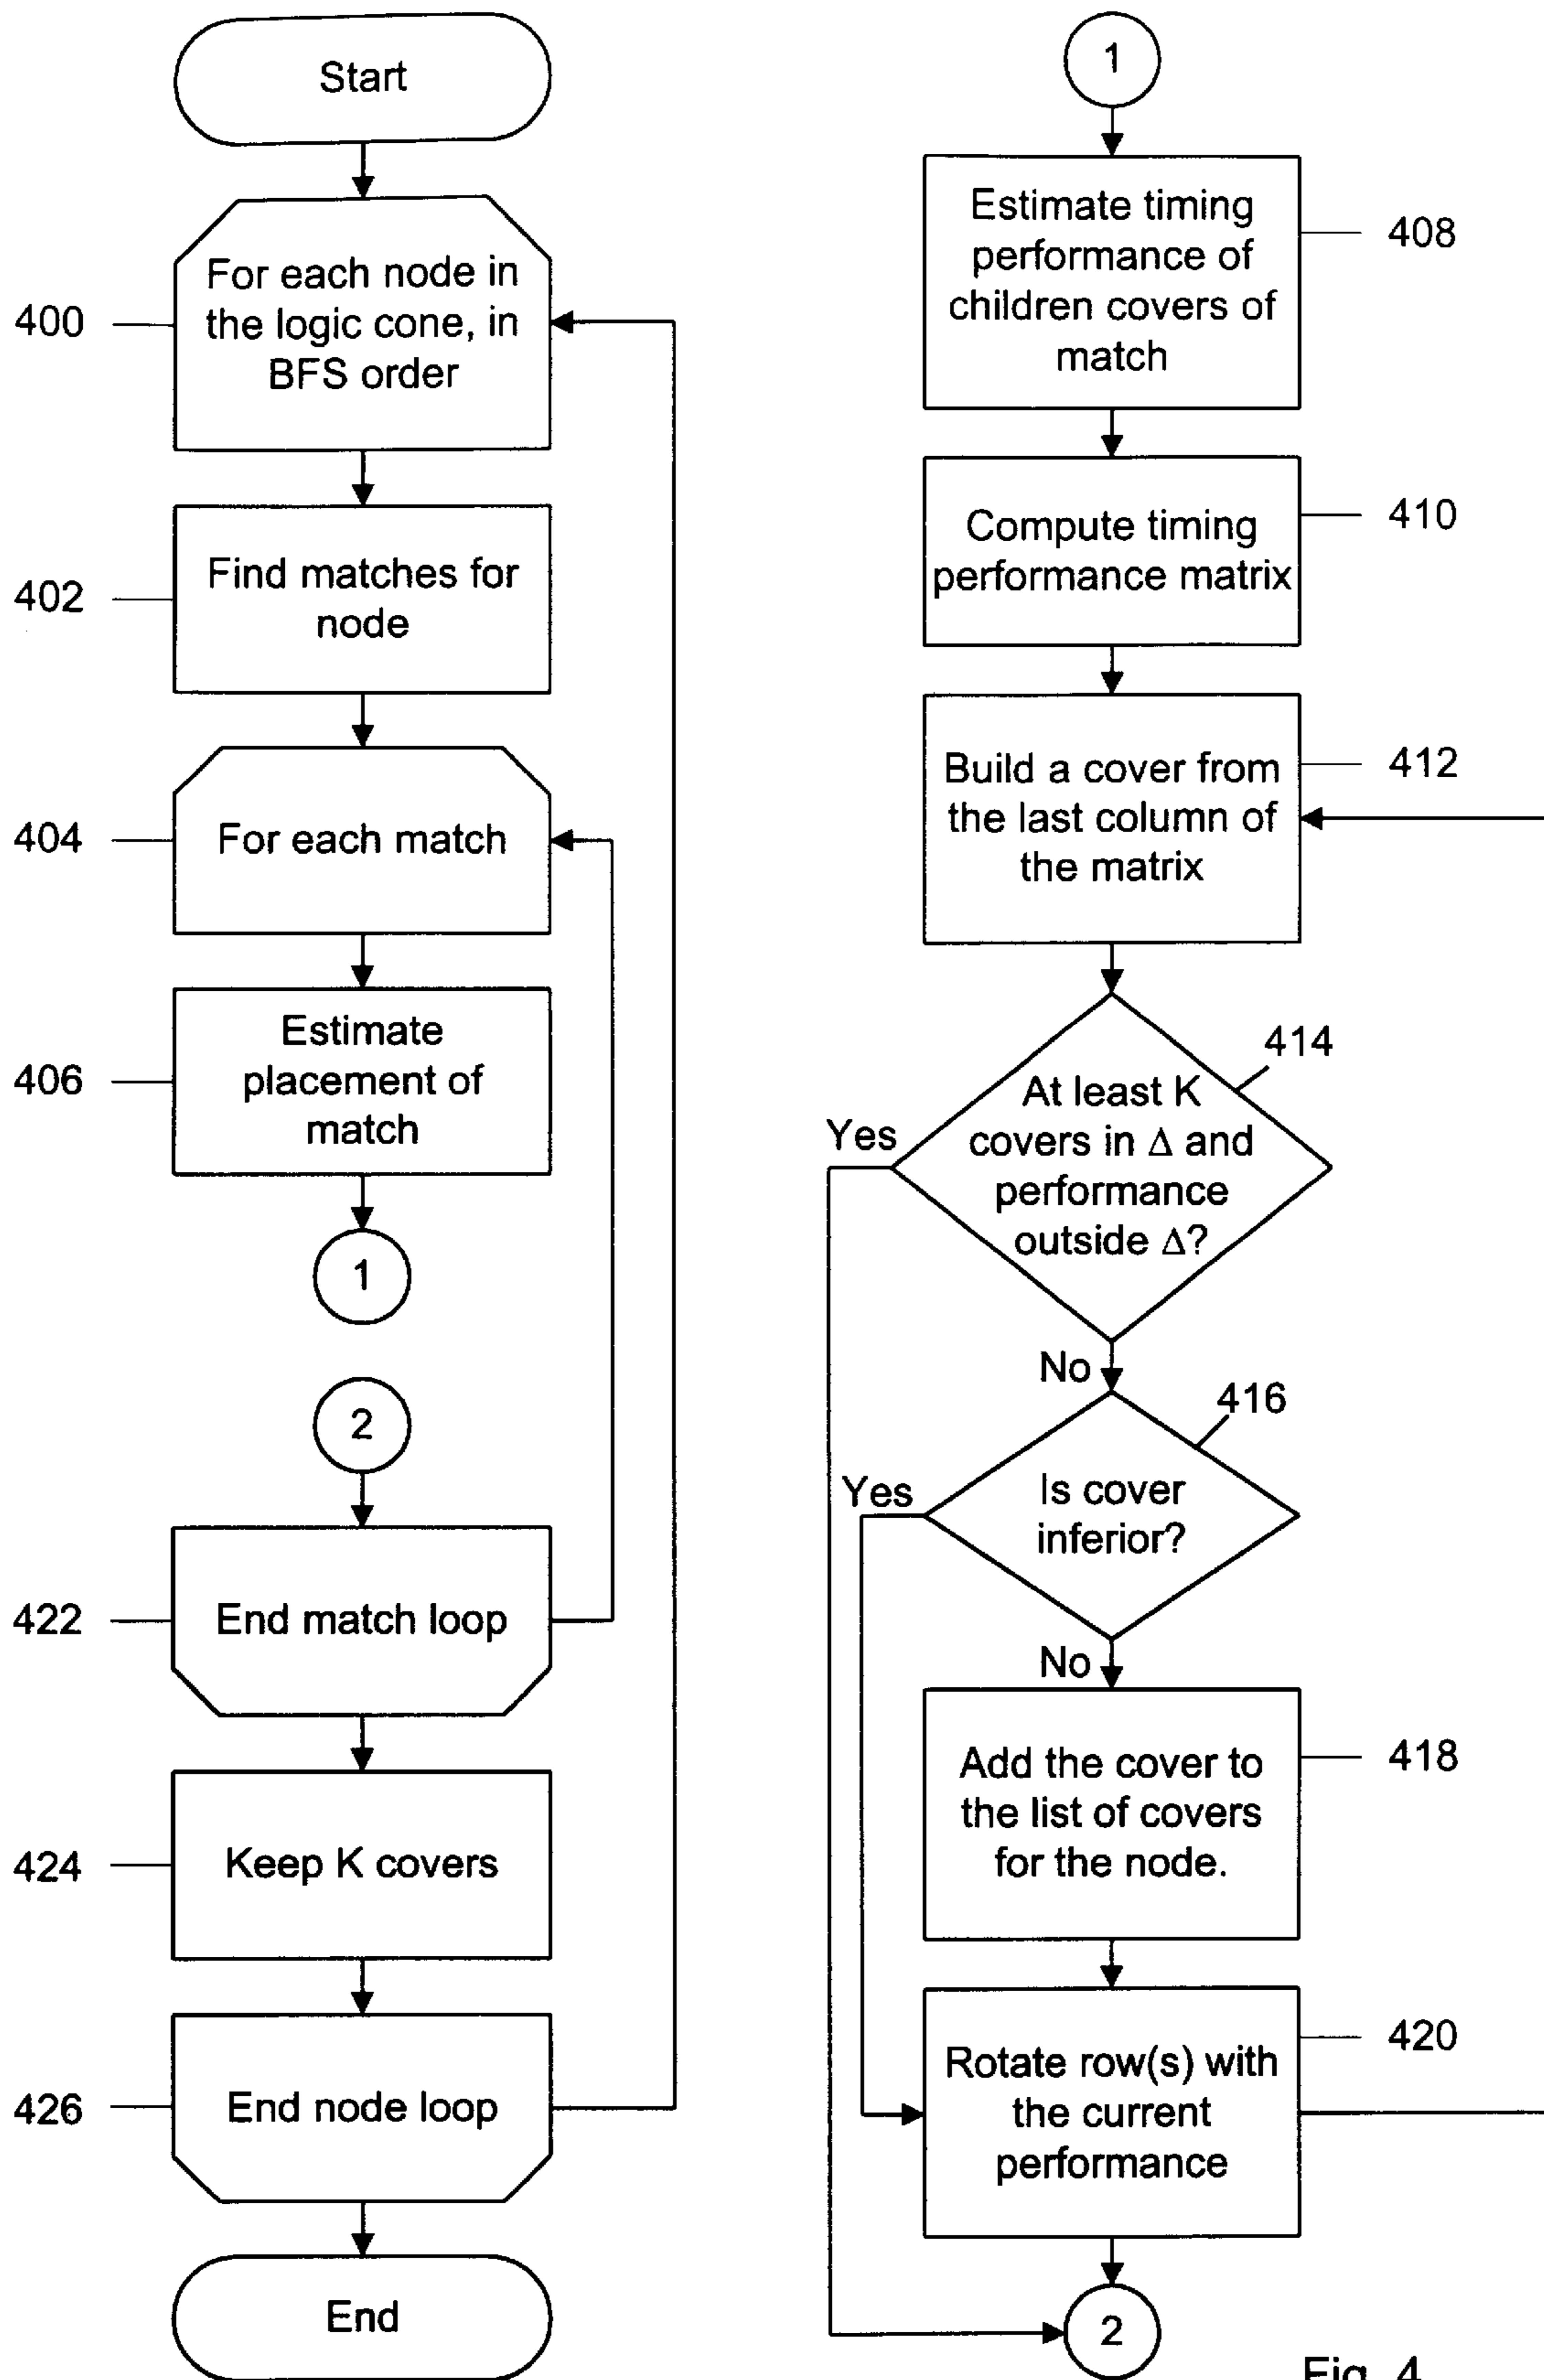 Start
400
For each node in
the logic cone, in
BFS order
402
Find matches for
node
404
For each match
406
Estimate
placement of
match
1
2
422
End match loop
424
Keep K covers
426
End node loop
End
1
Estimate timing
performance of
children covers of
match
408
Compute timing
performance matrix
410
Build a cover from
the last column of
the matrix
412
414
At least K
covers in Δ and
performance
outside Δ?
Yes
No
416
Is cover
inferior?
Yes
No
Add the cover to
the list of covers
for the node.
418
Rotate row(s) with
the current
performance
420
2
Fig. 4